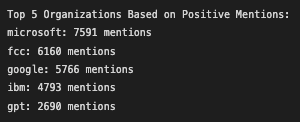 Top 5 Organizations Based on Positive Mentions:
microsoft: 7591 mentions
fcc: 6160 mentions
google: 5766 mentions
ibm: 4793 mentions
gpt: 2690 mentions